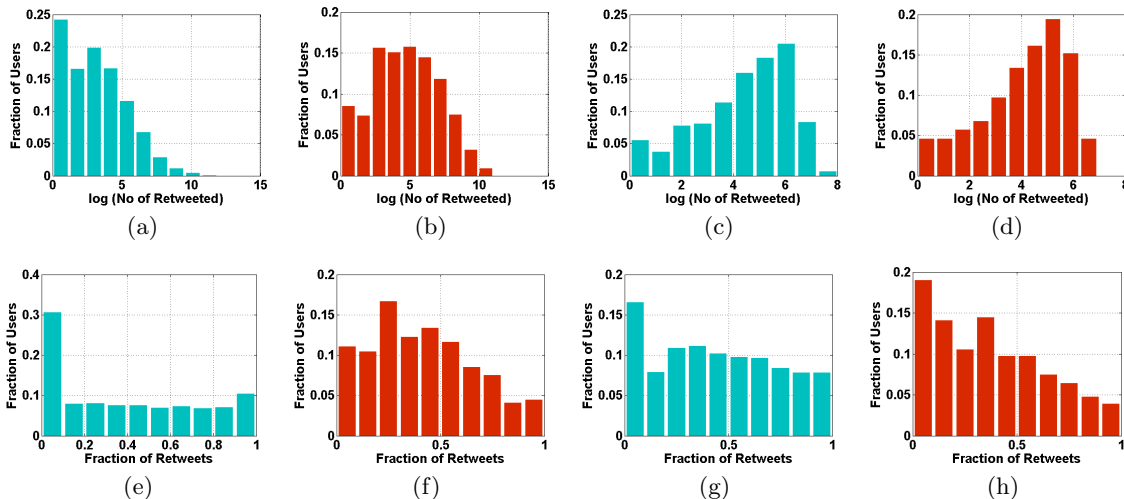 0.25
0.2
0.15
0.1
0.05
0
Fraction of Users
0 5 10 15
log (No of Retweeted)
(a)
0.2
0.15
0.1
0.05
0
Fraction of Users
0 5 10 15
log (No of Retweeted)
(b)
0.25
0.2
0.15
0.1
0.05
0
Fraction of Users
0 2 4 6 8
log (No of Retweeted)
(c)
0.2
0.15
0.1
0.05
0
Fraction of Users
0 2 4 6 8
log (No of Retweeted)
(d)
0.4
0.3
0.2
0.1
0
Fraction of Users
0 0.2 0.4 0.6 0.8 1
Fraction of Retweets
(e)
0.2
0.15
0.1
0.05
0
Fraction of Users
0 0.5 1
Fraction of Retweets
(f)
0.2
0.15
0.1
0.05
0
Fraction of Users
0 0.5 1
Fraction of Retweets
(g)
0.2
0.15
0.1
0.05
0
Fraction of Users
0 0.5 1
Fraction of Retweets
(h)